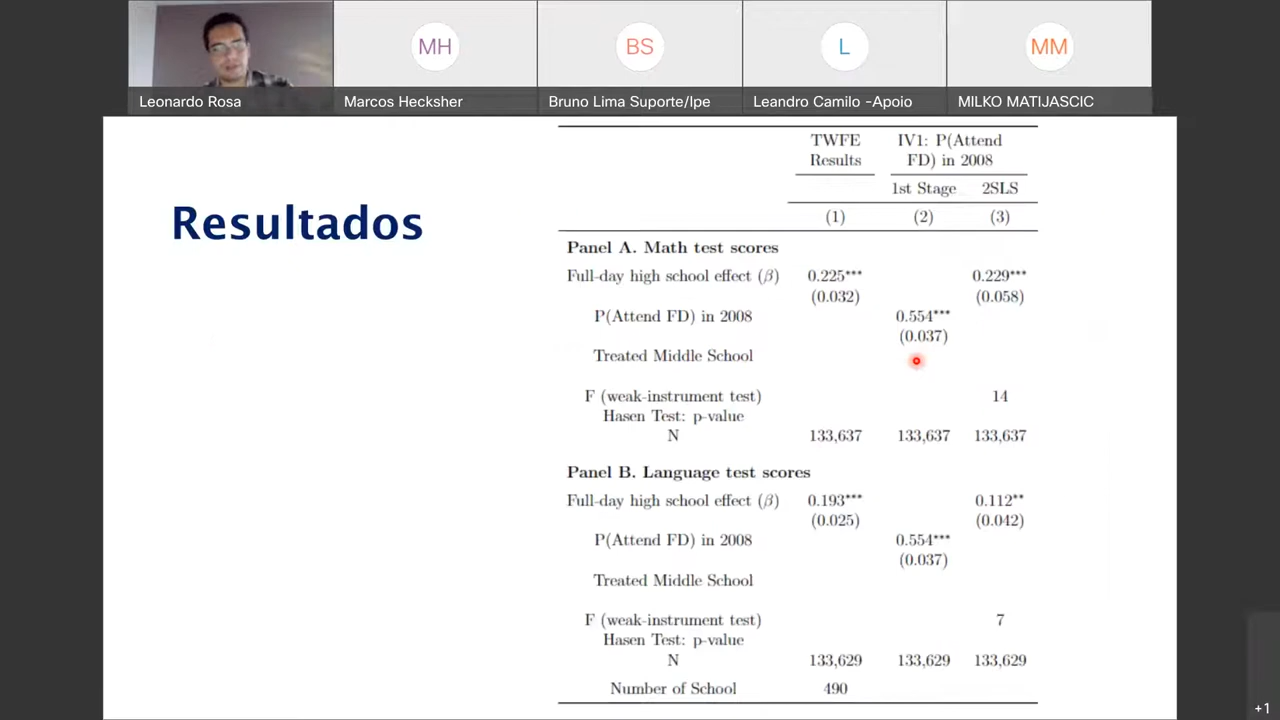 MH
BS
L
MM
Leonardo Rosa
Marcos Hecksher
Bruno Lima Suporte/Ipe
Leandro Camilo -Apoio
MILKO MATIJASCIC
Resultados
TWFE Results
IV1: P(Attend FD) in 2008
1st Stage 2SLS
(1) (2) (3)
Panel A. Math test scores
Full-day high school effect (β) 0.225*** 0.229***
(0.032) (0.058)
P(Attend FD) in 2008 0.554***
(0.037)
Treated Middle School
F (weak-instrument test) 14
Hasen Test: p-value
N 133,637 133,637 133,637
Panel B. Language test scores
Full-day high school effect (β) 0.193*** 0.112**
(0.025) (0.042)
P(Attend FD) in 2008 0.554***
(0.037)
Treated Middle School
F (weak-instrument test) 7
Hasen Test: p-value
N 133,629 133,629 133,629
Number of School 490
+1